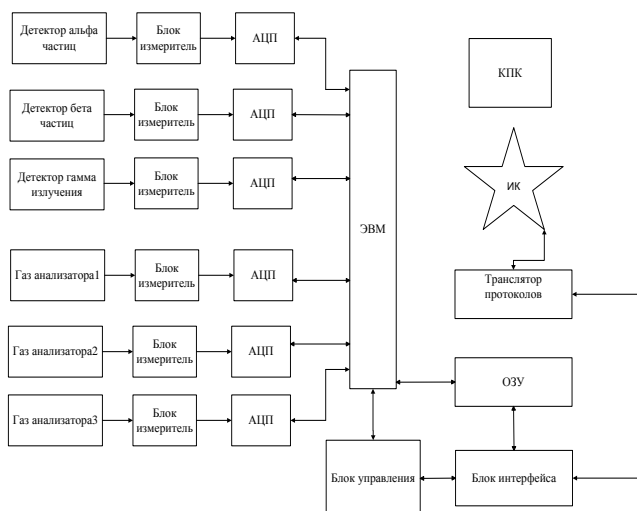 Детектор альфа
частиц
Блок
измеритель
АЦП
Детектор бета
частиц
Блок
измеритель
АЦП
Детектор гамма
излучения
Блок
измеритель
АЦП
Газ анализатора1
Блок
измеритель
АЦП
Газ анализатора2
Блок
измеритель
АЦП
Газ анализатора3
Блок
измеритель
АЦП
ЭВМ
КПК
ИК
Транслятор
протоколов
ОЗУ
Блок управления
Блок интерфейса